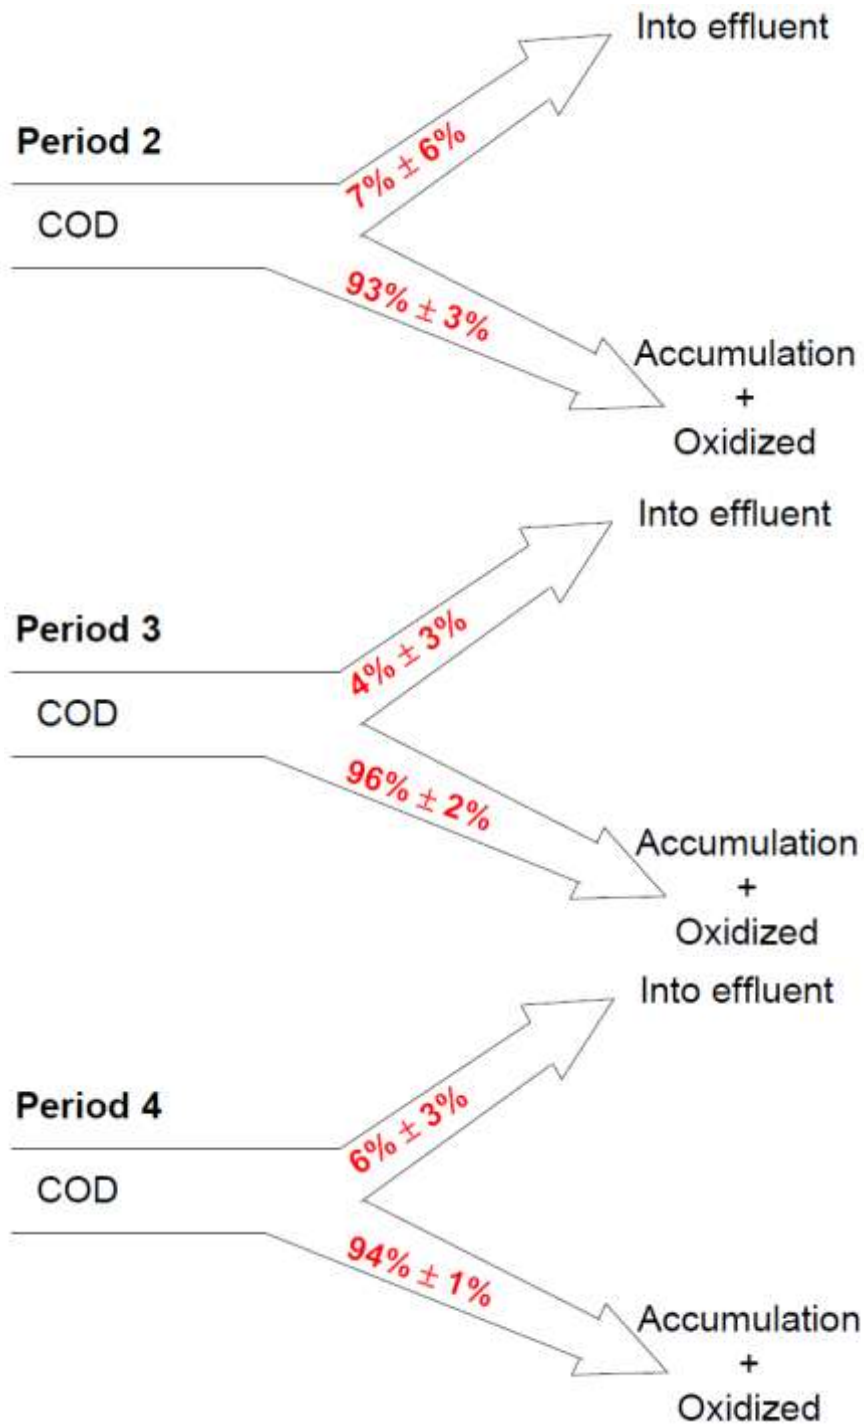 Into effluent
Period 2
7% ± 6%
COD
93% ± 3%
Accumulation
+
Oxidized
Into effluent
Period 3
4% ± 3%
COD
96% ± 2%
Accumulation
+
Oxidized
Into effluent
Period 4
6% ± 3%
COD
94% ± 1%
Accumulation
+
Oxidized